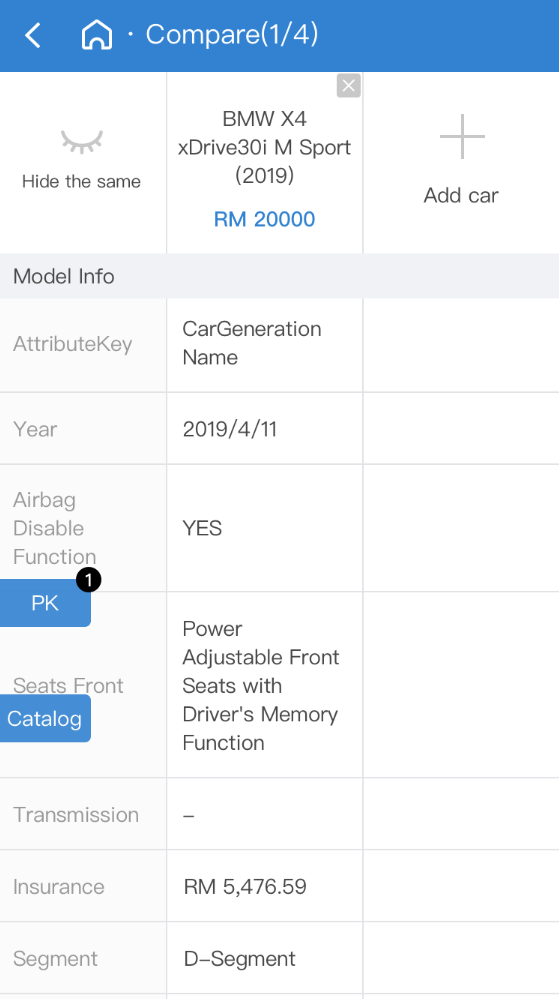 · Compare(1/4)
Hide the same
BMW X4
xDrive30i M Sport
(2019)
RM 20000
Add car
Model Info
AttributeKey
CarGeneration
Name
Year
2019/4/11
Airbag
Disable
Function
YES
1
PK
Seats Front
Power
Adjustable Front
Seats with
Driver's Memory
Function
Catalog
Transmission
–
Insurance
RM 5,476.59
Segment
D–Segment